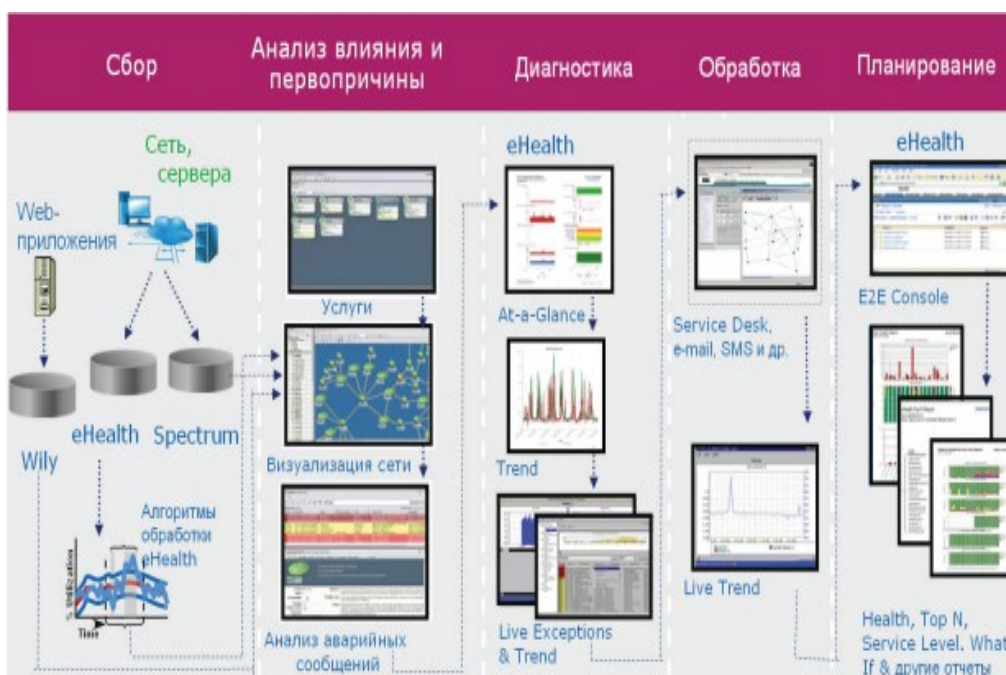 Сбор
Анализ влияния и
первопричины
Диагностика
Обработка
Планирование
Сеть,
сервера
Web-
приложения
Wily
eHealth
Spectrum
Алгоритмы
обработки
eHealth
Time
Услуги
Визуализация сети
Анализ аварийных
сообщений
eHealth
At-a-Glance
Trend
Live Exceptions
& Trend
Service Desk,
e-mail, SMS и др.
Live Trend
eHealth
E2E Console
Health, Top N,
Service Level. What
If & другие отчеты